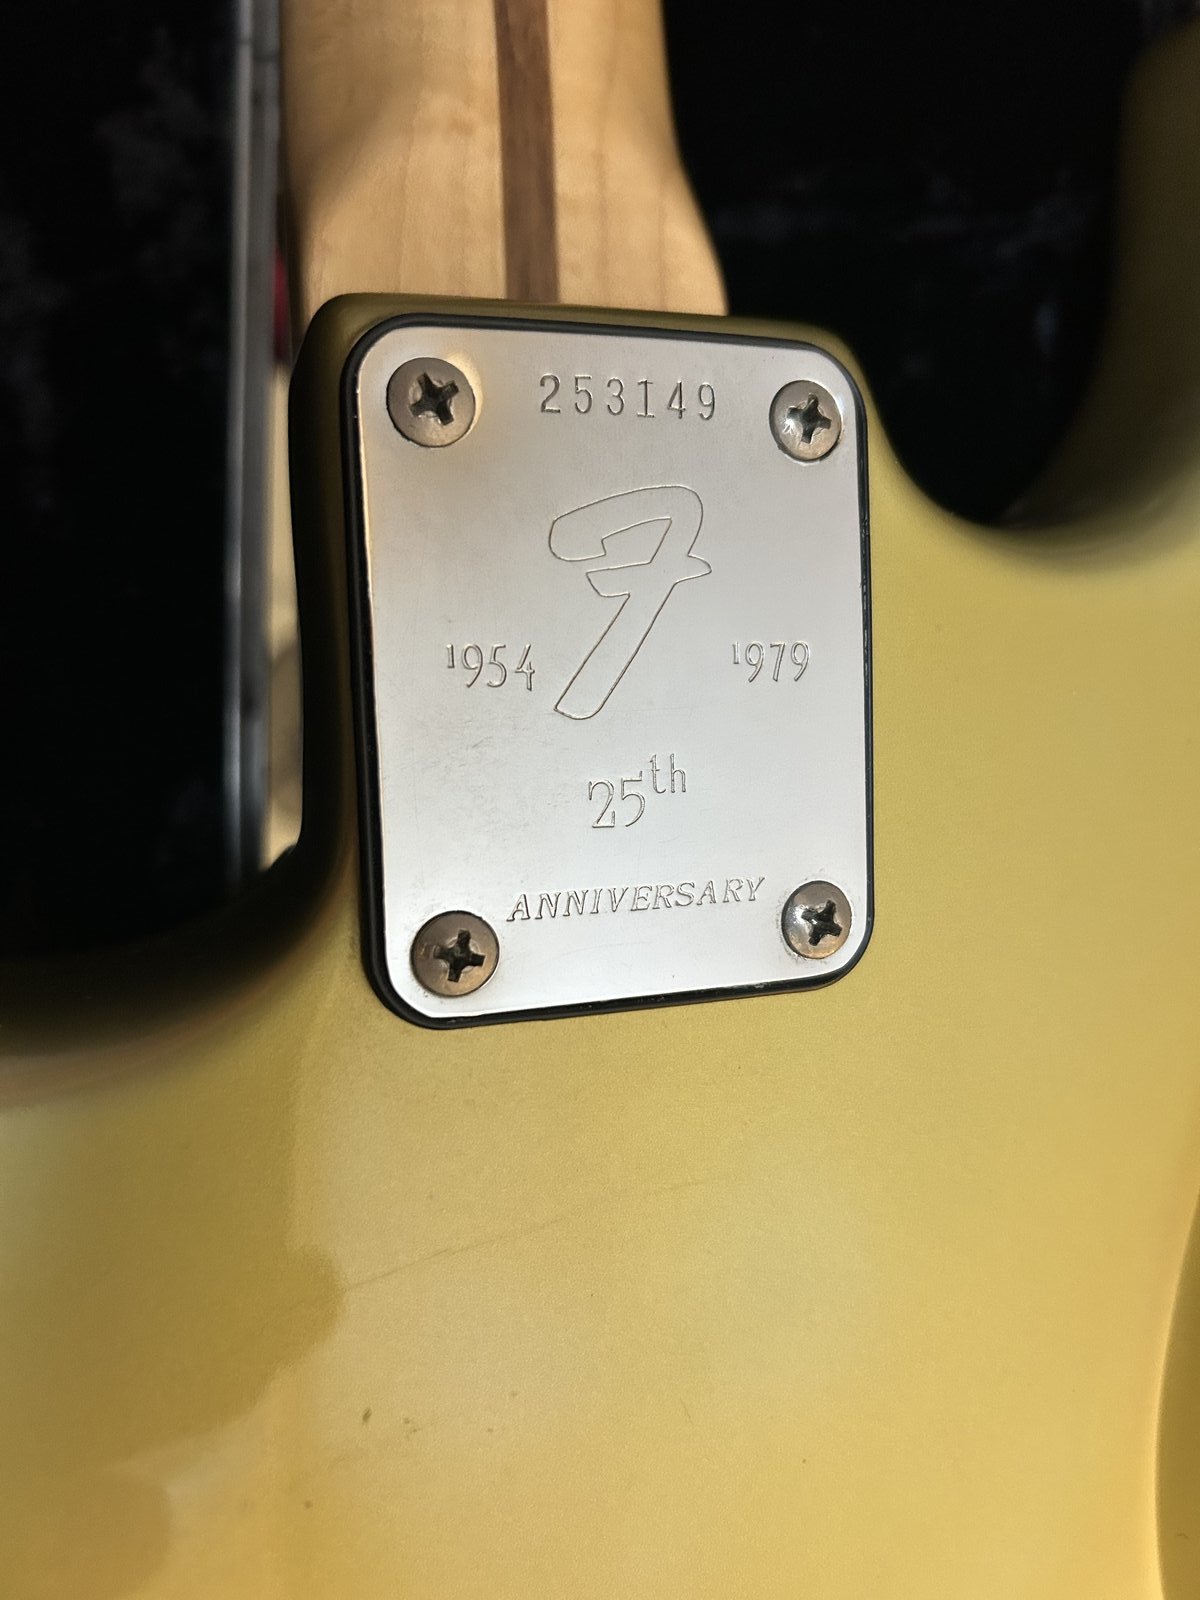 253149
F
1954 1979
25th
ANNIVERSARY